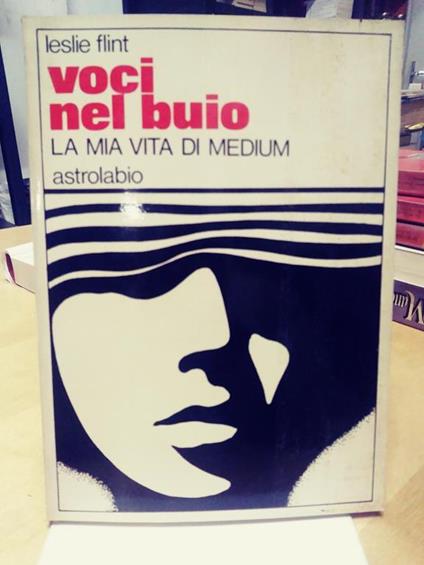 leslie flint
voci
nel buio
LA MIA VITA DI MEDIUM
astrolabio